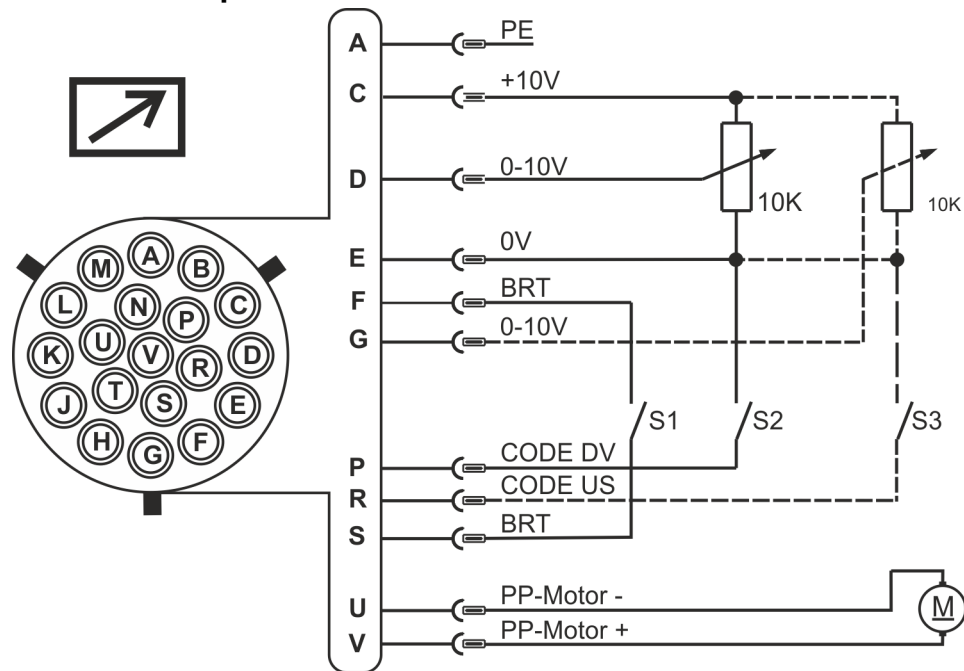 A PE
C +10V
D 0-10V
10K
10K
E 0V
F BRT
G 0-10V
S1
S2
S3
P CODE DV
R CODE US
S BRT
U PP-Motor -
V PP-Motor +
M
A
M
B
L
N
P
C
K
U
V
R
D
J
T
S
E
H
G
F